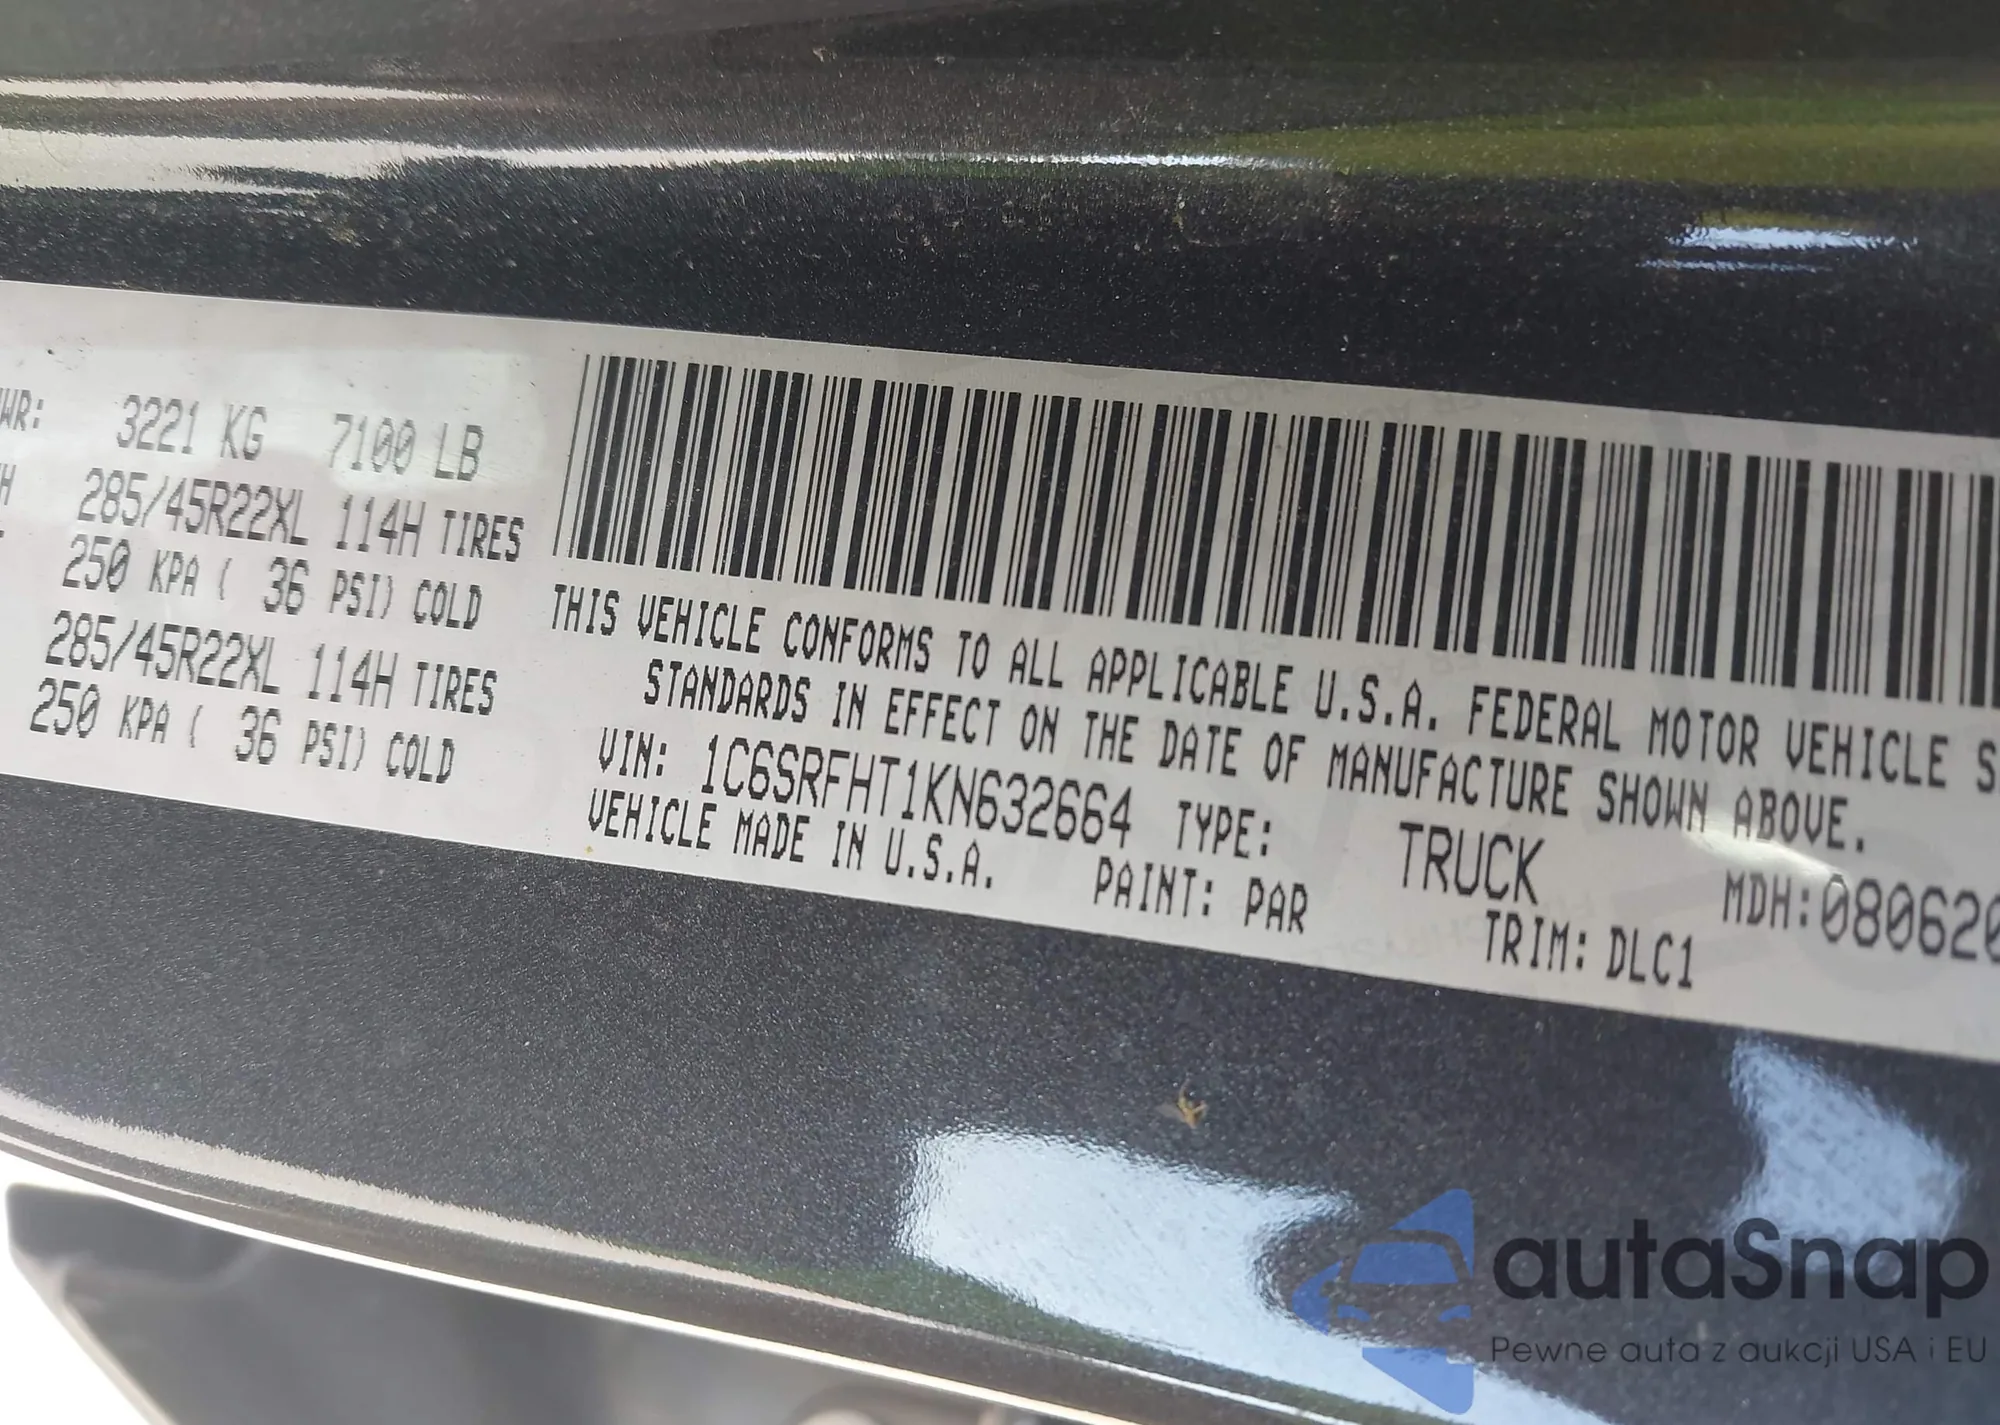 WR: 3221 KG 7100 LB
H 285/45R22XL 114H TIRES
250 KPA ( 36 PSI) COLD
285/45R22XL 114H TIRES
250 KPA ( 36 PSI) COLD
THIS VEHICLE CONFORMS TO ALL APPLICABLE U.S.A. FEDERAL MOTOR VEHICLE S
STANDARDS IN EFFECT ON THE DATE OF MANUFACTURE SHOWN ABOVE.
VIN: 1C6SRFHT1KN632664 TYPE: TRUCK MDH:080620
VEHICLE MADE IN U.S.A. PAINT: PAR TRIM: DLC1
autaSnap
Pewne auta z aukcji USA i EU